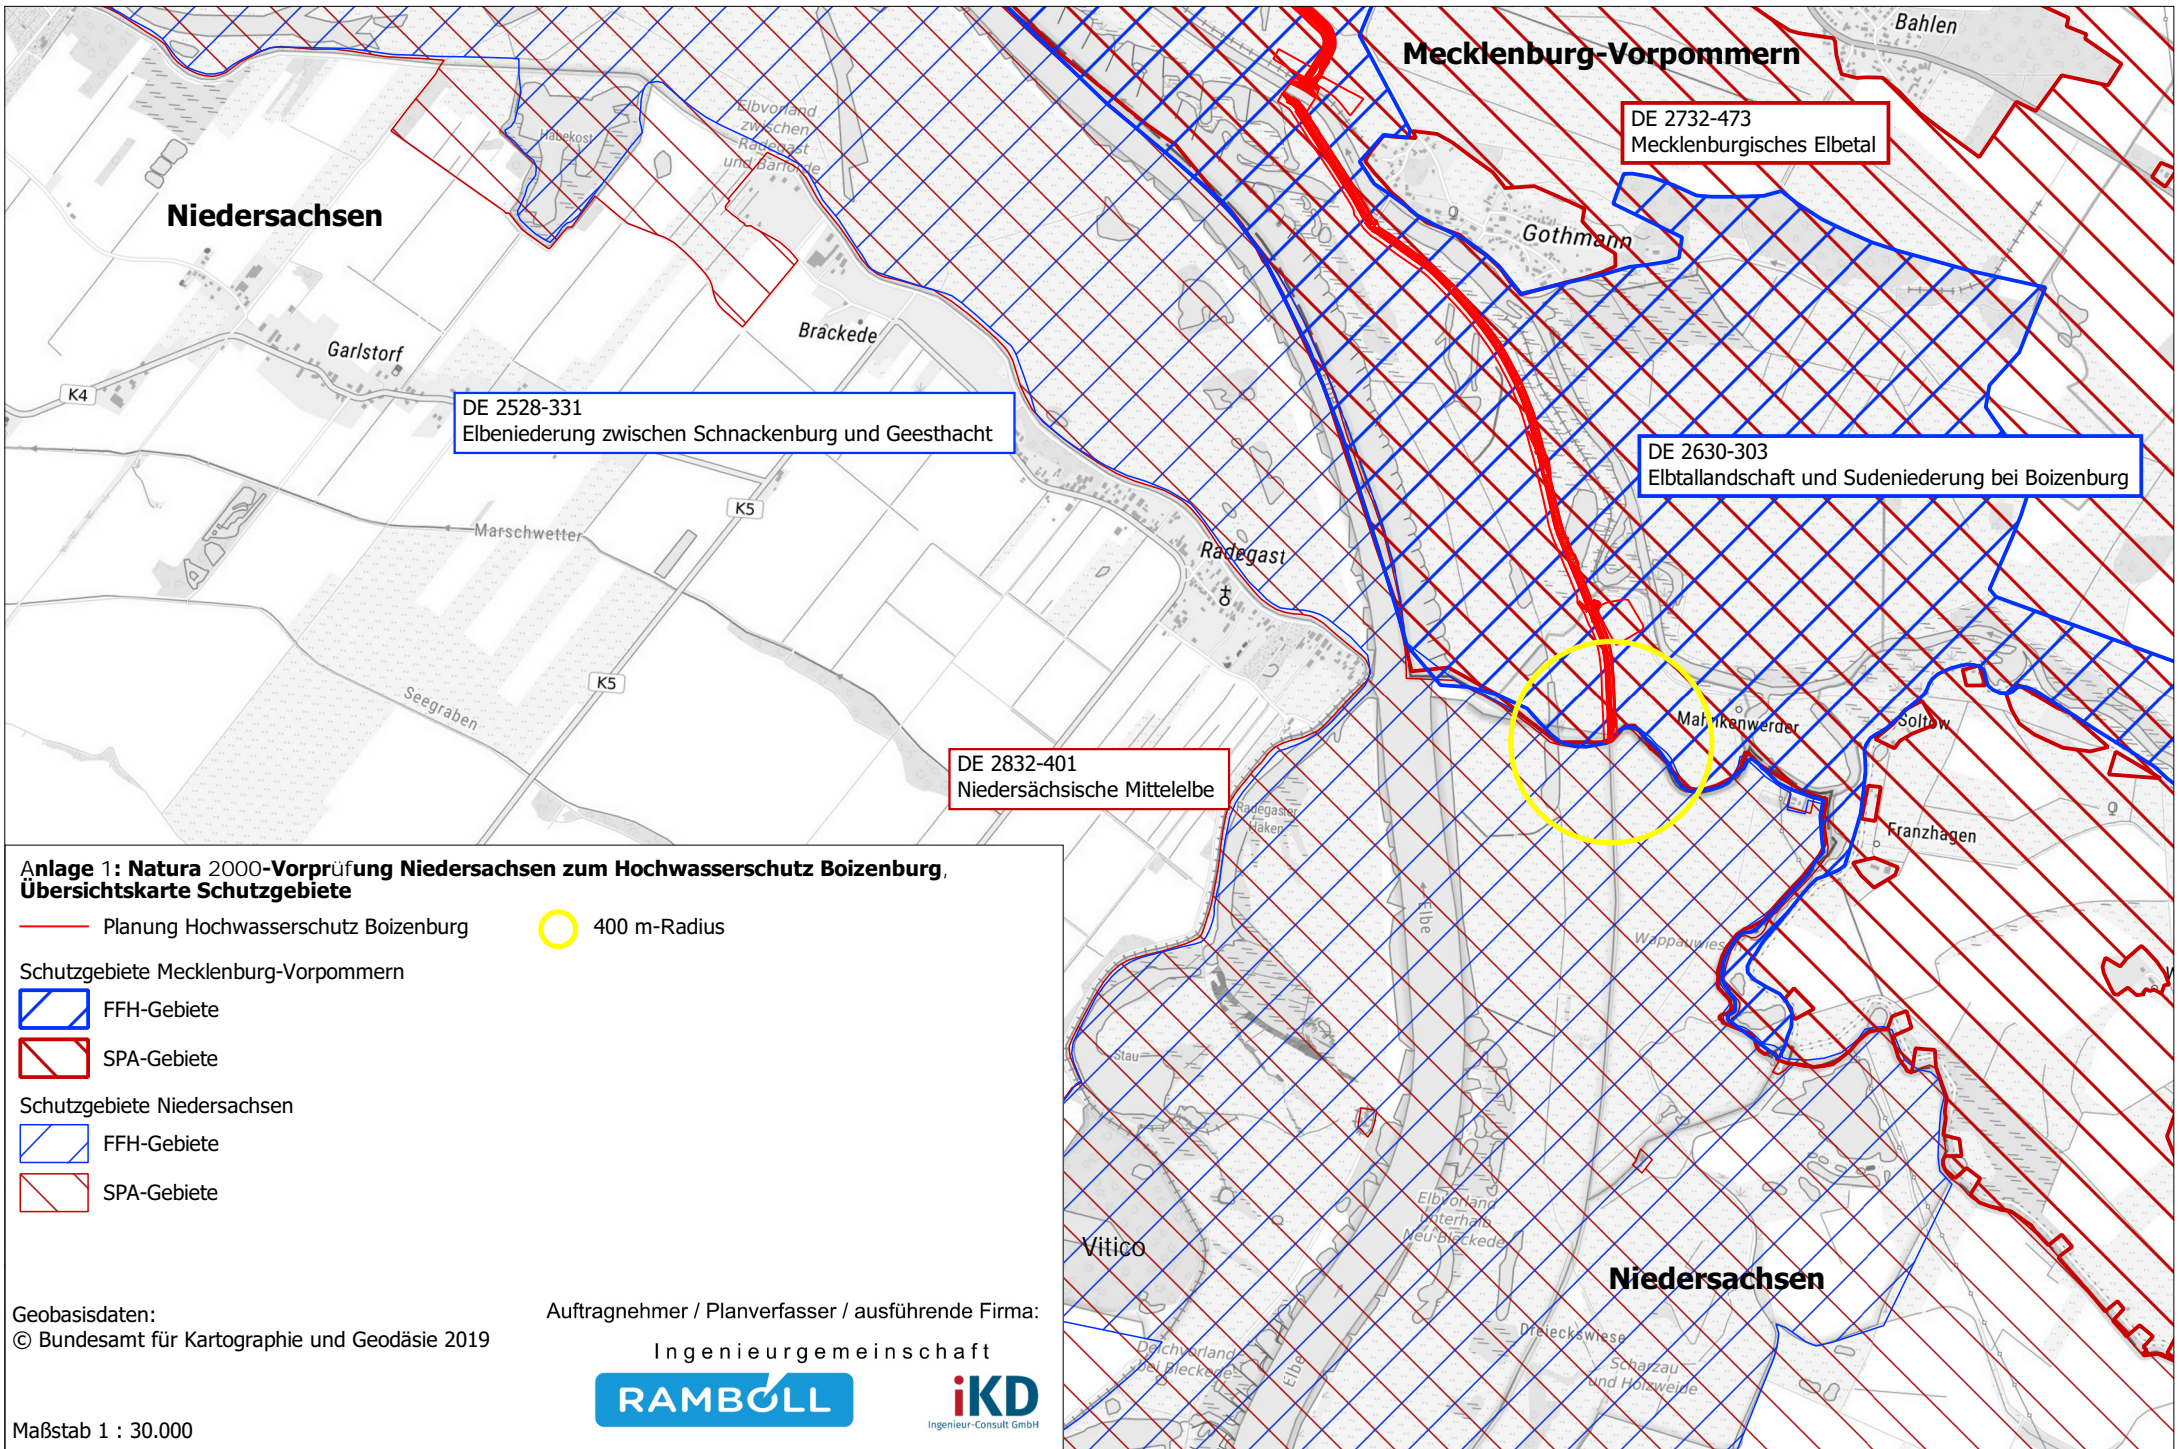 Bahlen
Mecklenburg-Vorpommern
DE 2732-473
Mecklenburgisches Elbetal
Elbvorland
zwischen
Radegast
und Barförde
Habekost
Niedersachsen
Gothmann
Brackede
Garlstorf
K4
DE 2528-331
Elbeniederung zwischen Schnackenburg und Geesthacht
DE 2630-303
Elbtallandschaft und Sudeniederung bei Boizenburg
K5
Marschwetter
Radegast
K5
Seegraben
Mahnkenwerder
Soltow
DE 2832-401
Niedersächsische Mittelelbe
Radegaster
Haken
Franzhagen
Elbe
Stau
Elbvorland
unterhalb
Neu-Bleckede
Vitico
Niedersachsen
Dreieckswiese
Scharzau
und Holzweide
Deichvorland
bei Bleckede
Elbe
Anlage 1: Natura 2000-Vorprüfung Niedersachsen zum Hochwasserschutz Boizenburg,
Übersichtskarte Schutzgebiete
Planung Hochwasserschutz Boizenburg
400 m-Radius
Schutzgebiete Mecklenburg-Vorpommern
FFH-Gebiete
SPA-Gebiete
Schutzgebiete Niedersachsen
FFH-Gebiete
SPA-Gebiete
Geobasisdaten:
© Bundesamt für Kartographie und Geodäsie 2019
Maßstab 1 : 30.000
Auftragnehmer / Planverfasser / ausführende Firma:
Ingenieurgemeinschaft
RAMBOLL
iKD
Ingenieur-Consult GmbH